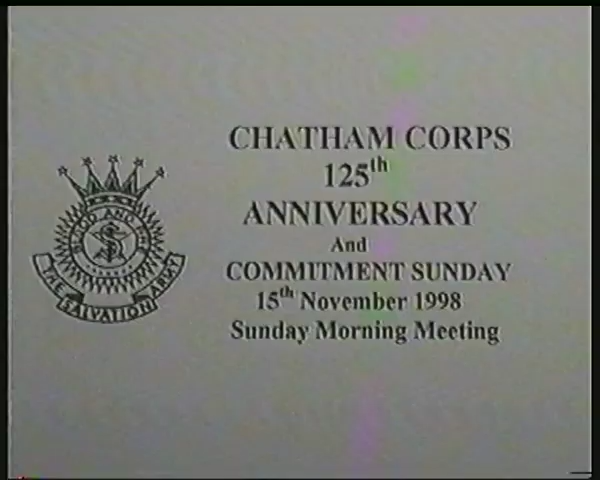 CHATHAM CORPS
125th
ANNIVERSARY
And
COMMITMENT SUNDAY
15th November 1998
Sunday Morning Meeting
BLOOD AND FIRE
THE SALVATION ARMY